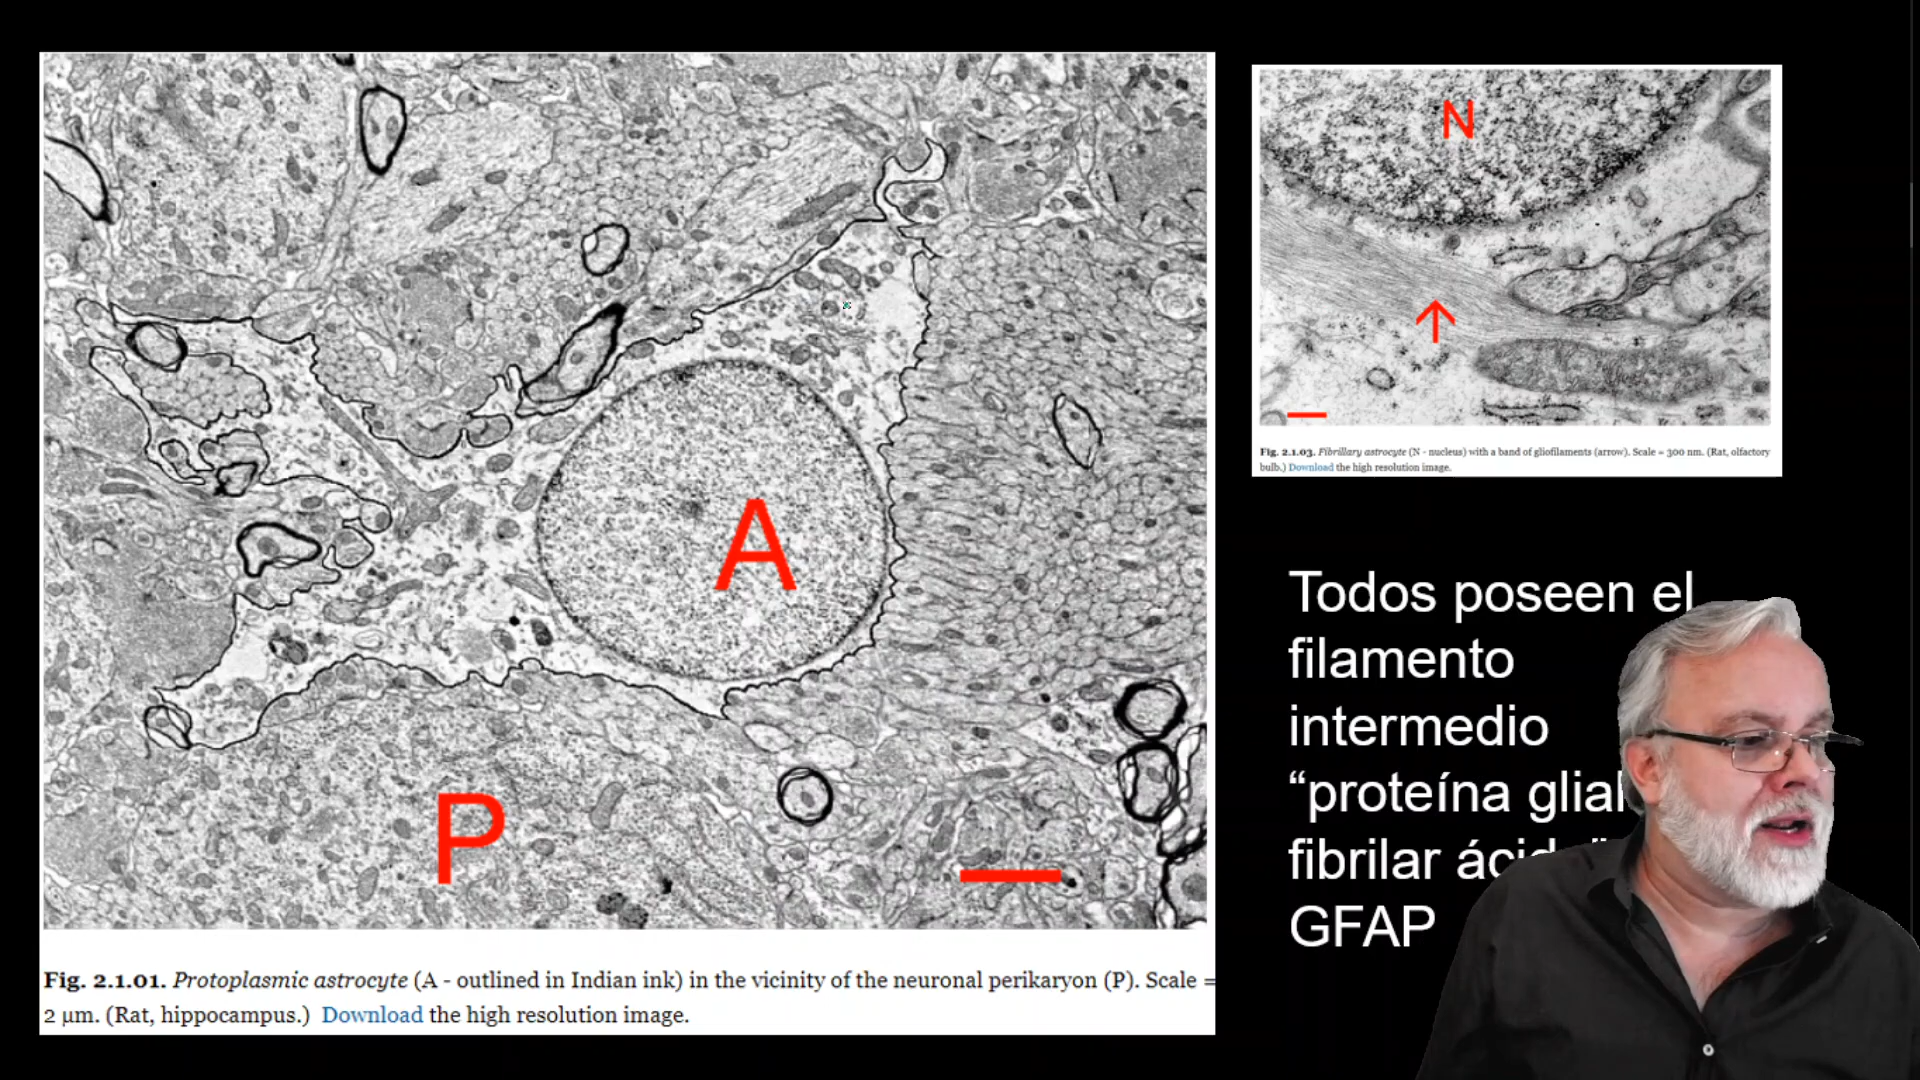 A
P
Fig. 2.1.01. Protoplasmic astrocyte (A - outlined in Indian ink) in the vicinity of the neuronal perikaryon (P). Scale =
2 μm. (Rat, hippocampus.) Download the high resolution image.
N
Fig. 2.1.03. Fibrillary astrocyte (N - nucleus) with a band of gliofilaments (arrow). Scale = 300 nm. (Rat, olfactory
bulb.) Download the high resolution image.
Todos poseen el
filamento
intermedio
“proteína glial
fibrilar
GFAP